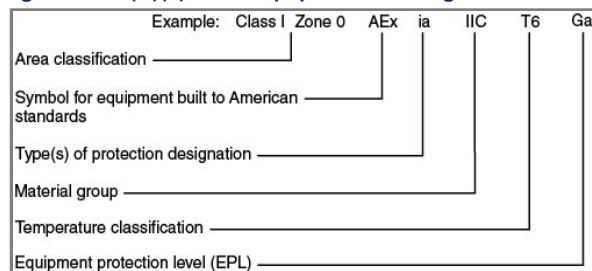 Example: Class I Zone 0 AEx ia IIC T6 Ga
Area classification
Symbol for equipment built to American
standards
Type(s) of protection designation
Material group
Temperature classification
Equipment protection level (EPL)